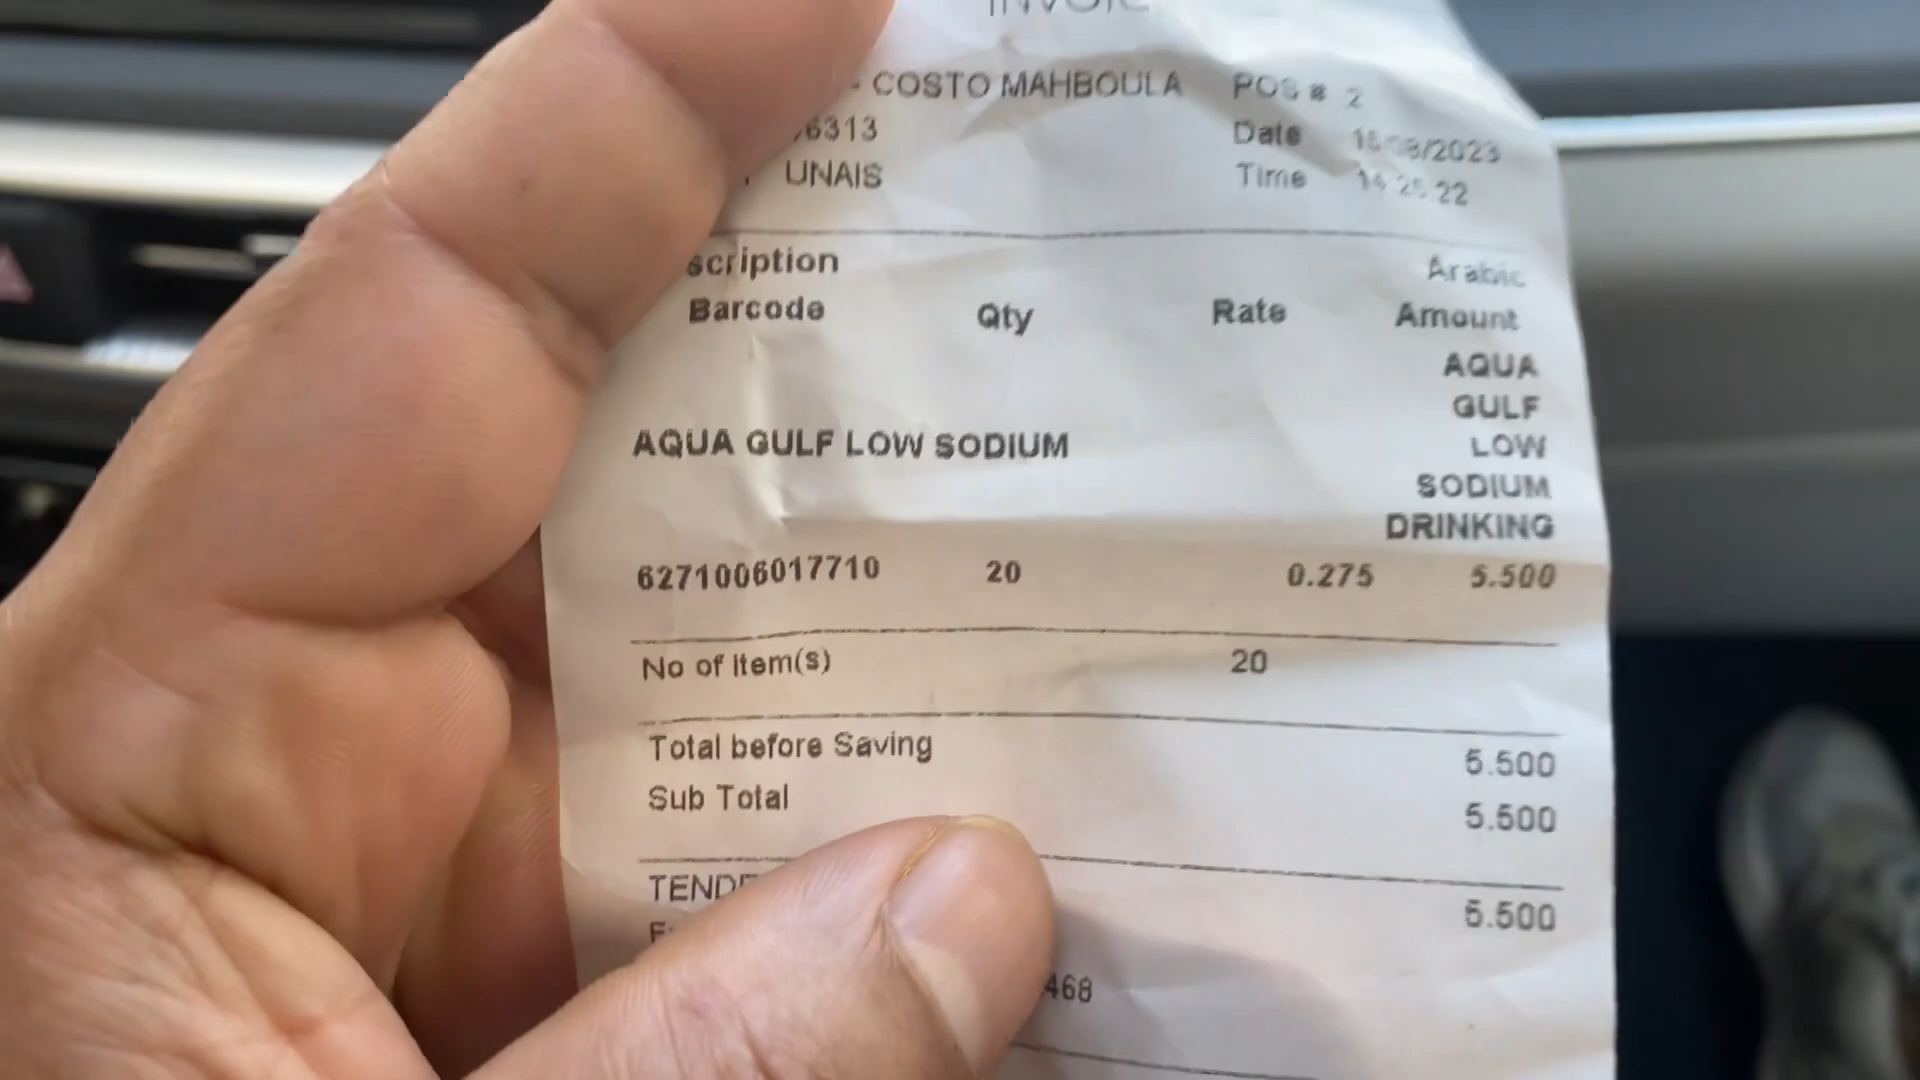 - COSTO MAHBOULA POS # 2
6313 Date
UNAIS Time
scription Arabic
Barcode Qty Rate Amount
AQUA
GULF
AQUA GULF LOW SODIUM LOW
SODIUM
DRINKING
6271006017710 20 0.275 5.500
No of item(s) 20
Total before Saving 5.500
Sub Total 5.500
TENDE 5.500
468